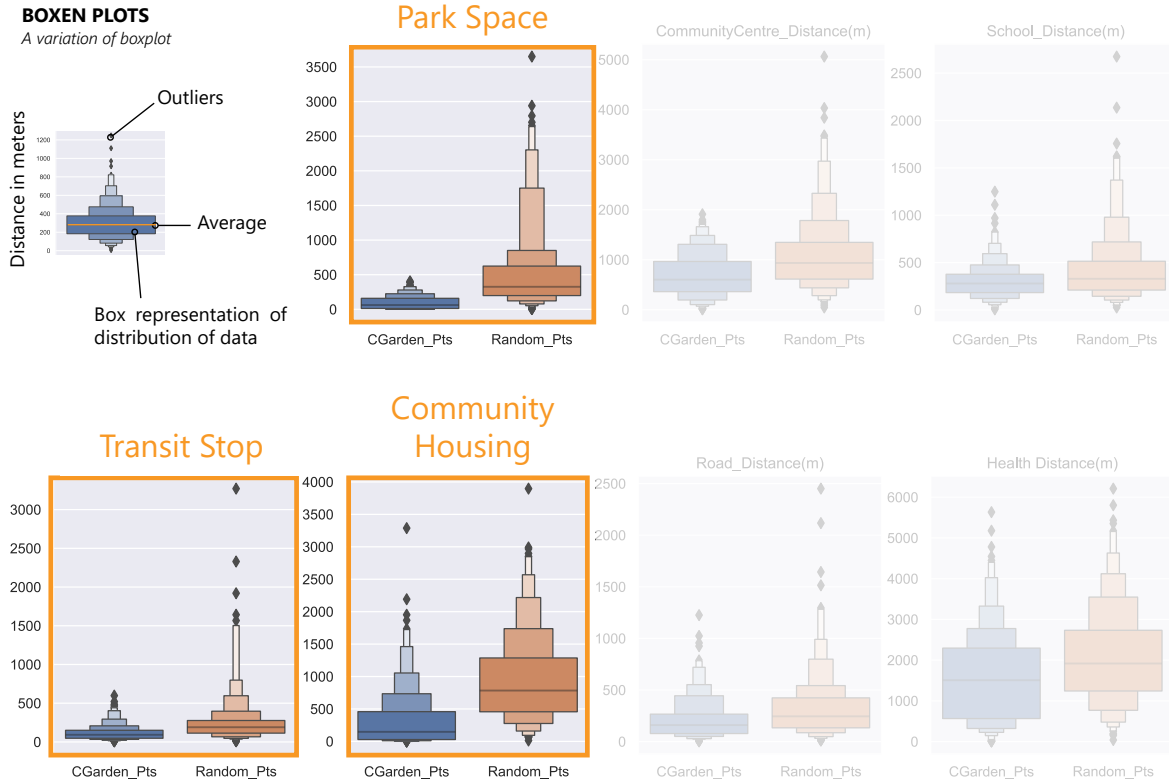 BOXEN PLOTS
A variation of boxplot
Distance in meters
1200
1000
800
600
400
200
0
Outliers
Average
Box representation of
distribution of data
Park Space
3500
3000
2500
2000
1500
1000
500
0
CGarden_Pts
Random_Pts
CommunityCentre_Distance(m)
5000
4000
3000
2000
1000
0
CGarden_Pts
Random_Pts
School_Distance(m)
2500
2000
1500
1000
500
0
CGarden_Pts
Random_Pts
Transit Stop
3000
2500
2000
1500
1000
500
0
CGarden_Pts
Random_Pts
Community
Housing
4000
3500
3000
2500
2000
1500
1000
500
0
CGarden_Pts
Random_Pts
Road_Distance(m)
2500
2000
1500
1000
500
0
CGarden_Pts
Random_Pts
Health Distance(m)
6000
5000
4000
3000
2000
1000
0
CGarden_Pts
Random_Pts